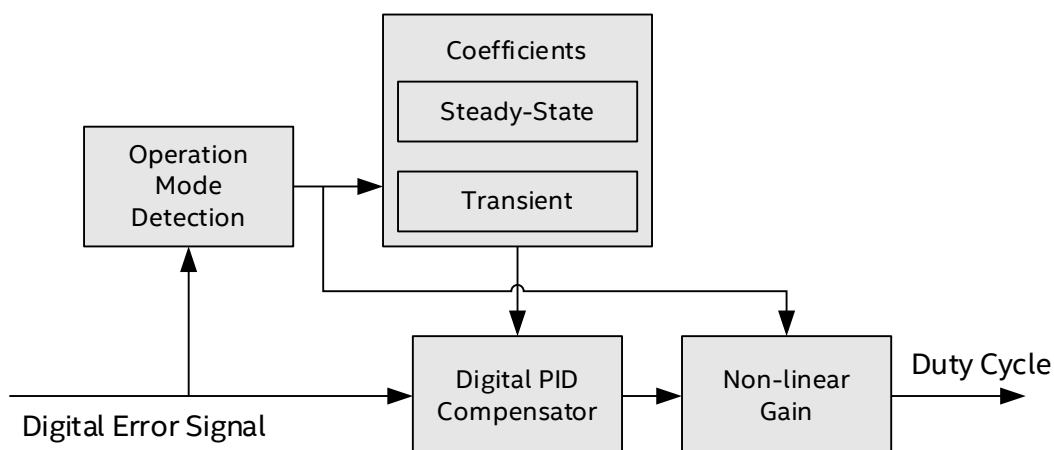 Coefficients
Steady-State
Transient
Operation
Mode
Detection
Digital Error Signal
Digital PID
Compensator
Non-linear
Gain
Duty Cycle